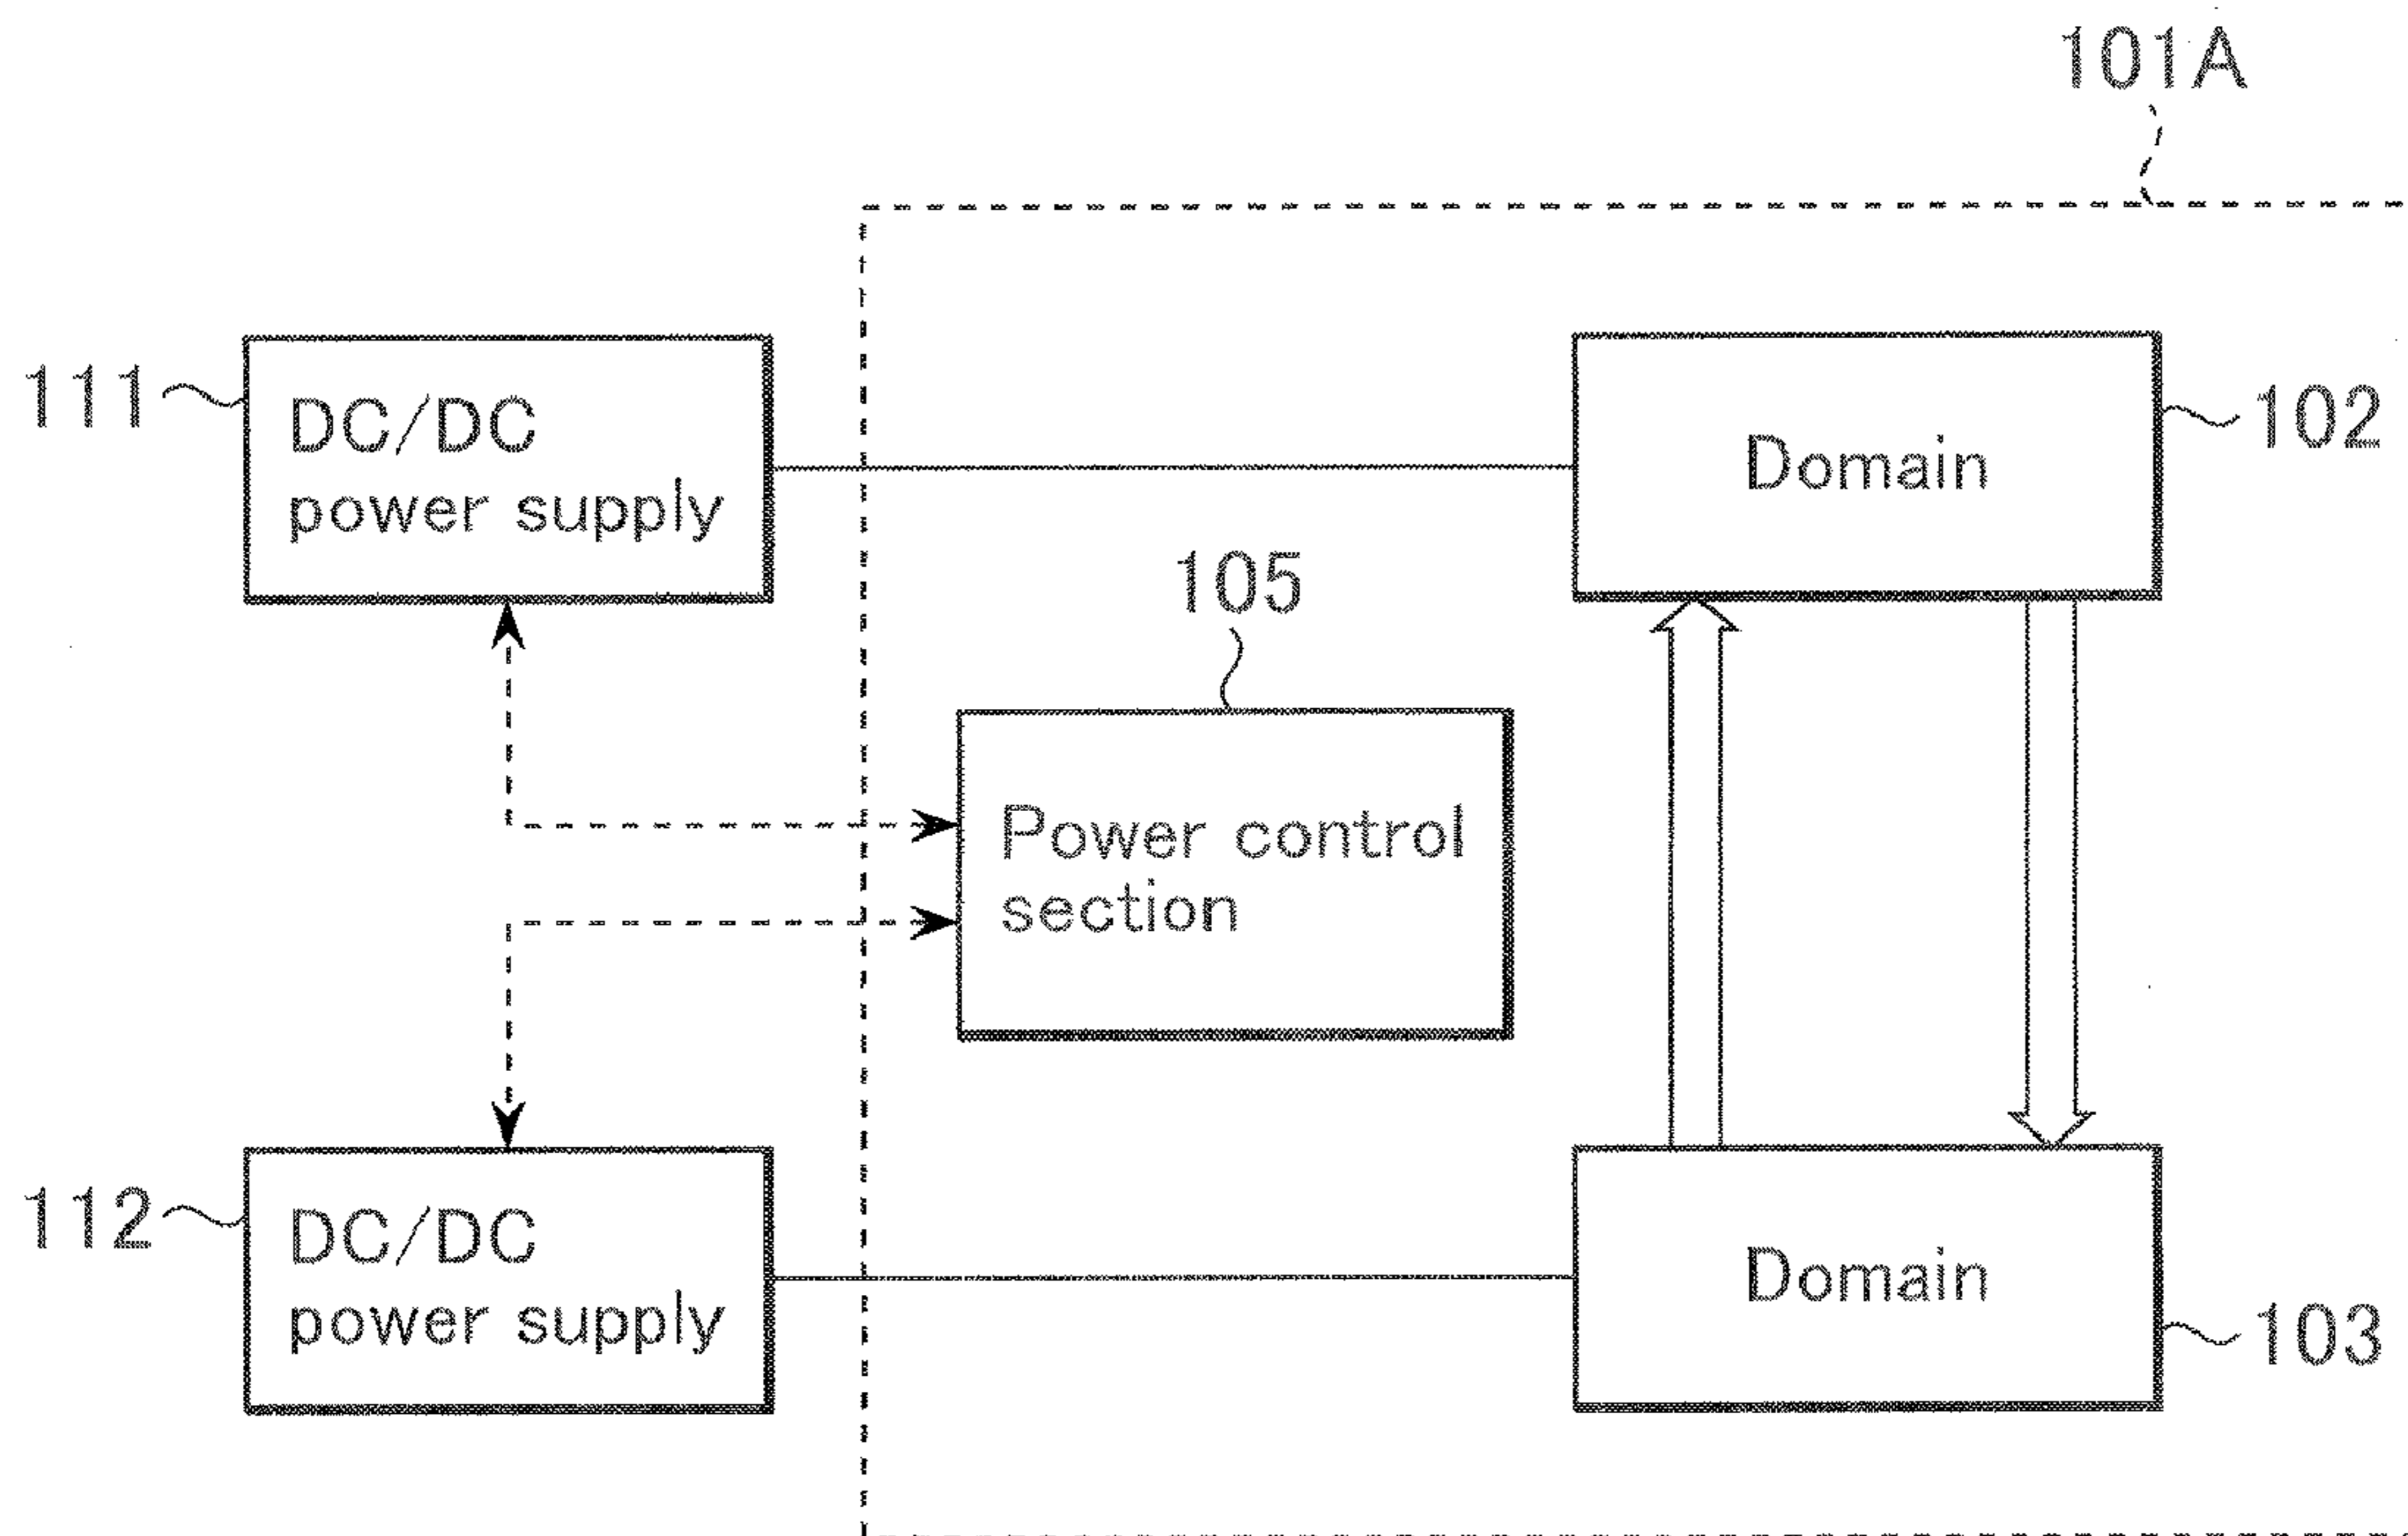 101A
111
DC/DC
power supply
Domain
102
105
Power control
section
112
DC/DC
power supply
Domain
103